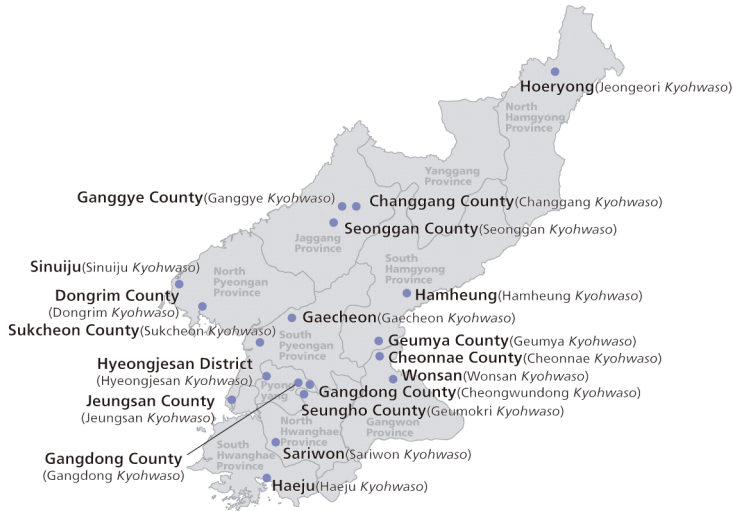 Hoeryong(Jeongeori Kyohwaso)
North
Hamgyong
Province
Yanggang
Province
Ganggye County(Ganggye Kyohwaso)
Changgang County(Changgang Kyohwaso)
Seonggan County(Seonggan Kyohwaso)
Jaggang
Province
South
Hamgyong
Province
Sinuiju(Sinuiju Kyohwaso)
North
Pyeongan
Province
Dongrim County
(Dongrim Kyohwaso)
Hamheung(Hamheung Kyohwaso)
Gaecheon(Gaecheon Kyohwaso)
Sukcheon County(Sukcheon Kyohwaso)
South
Pyeongan
Province
Geumya County(Geumya Kyohwaso)
Cheonnae County(Cheonnae Kyohwaso)
Hyeongjesan District
(Hyeongjesan Kyohwaso)
Wonsan(Wonsan Kyohwaso)
Pyong
yang
Gangdong County(Cheongwundong Kyohwaso)
Jeungsan County
(Jeungsan Kyohwaso)
Seungho County(Geumokri Kyohwaso)
North
Hwanghae
Province
Gangwon
Province
South
Hwanghae
Province
Gangdong County
(Gangdong Kyohwaso)
Sariwon(Sariwon Kyohwaso)
Haeju(Haeju Kyohwaso)